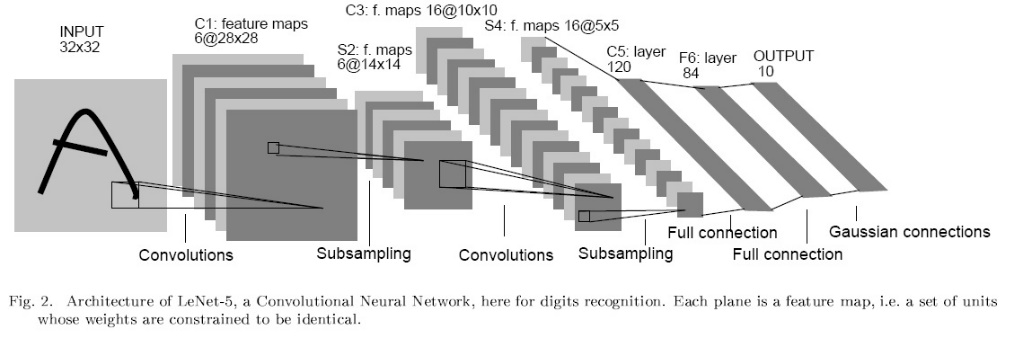 INPUT
32x32
C1: feature maps
6@28x28
S2: f. maps
6@14x14
C3: f. maps 16@10x10
S4: f. maps 16@5x5
C5: layer
120
F6: layer
84
OUTPUT
10
Convolutions
Subsampling
Convolutions
Subsampling
Full connection
Full connection
Gaussian connections
Fig. 2. Architecture of LeNet-5, a Convolutional Neural Network, here for digits recognition. Each plane is a feature map, i.e. a set of units
whose weights are constrained to be identical.